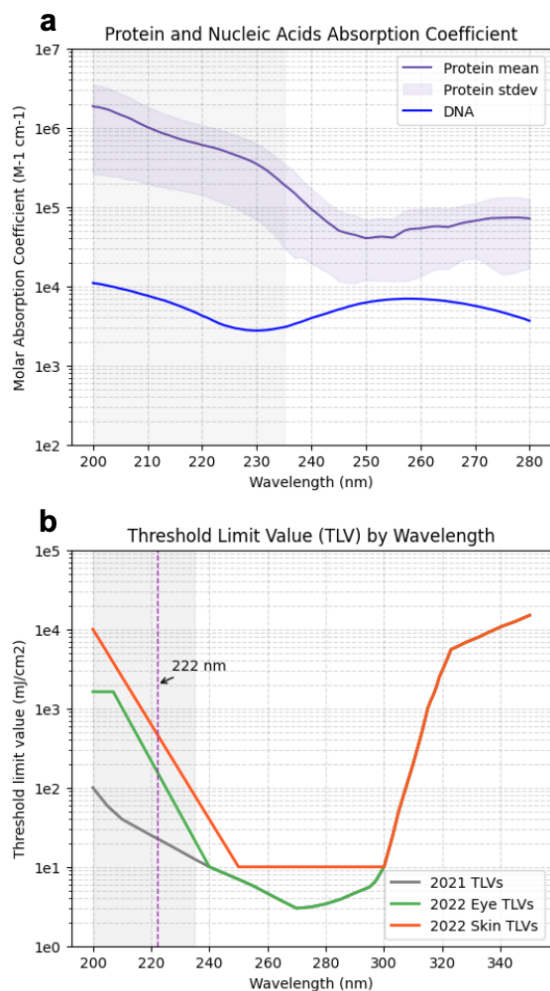 a
Protein and Nucleic Acids Absorption Coefficient
1e7
1e6
1e5
1e4
1e3
1e2
Molar Absorption Coefficient (M-1 cm-1)
Protein mean
Protein stdev
DNA
200 210 220 230 240 250 260 270 280
Wavelength (nm)
b
Threshold Limit Value (TLV) by Wavelength
1e5
1e4
1e3
1e2
1e1
1e0
Threshold limit value (mJ/cm2)
222 nm
2021 TLVs
2022 Eye TLVs
2022 Skin TLVs
200 220 240 260 280 300 320 340
Wavelength (nm)